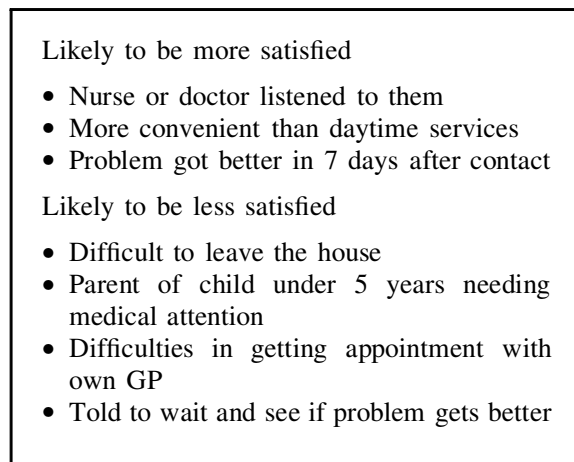 Likely to be more satisfied
• Nurse or doctor listened to them
• More convenient than daytime services
• Problem got better in 7 days after contact
Likely to be less satisfied
• Difficult to leave the house
• Parent of child under 5 years needing
medical attention
• Difficulties in getting appointment with
own GP
• Told to wait and see if problem gets better